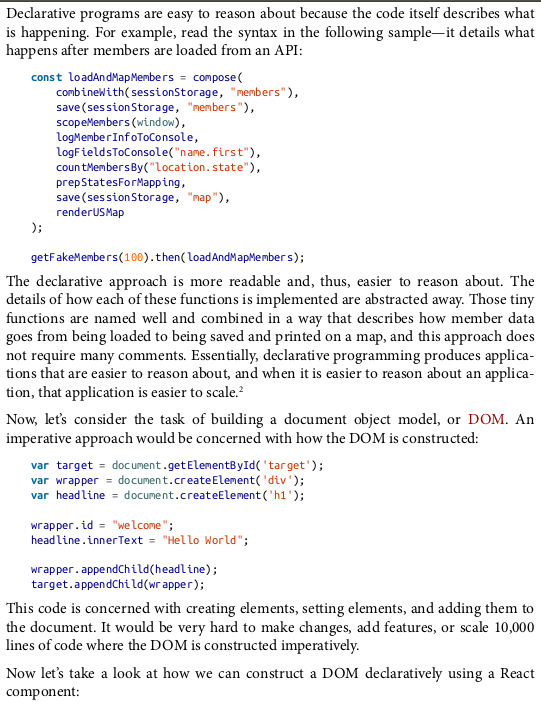 Declarative programs are easy to reason about because the code itself describes what
is happening. For example, read the syntax in the following sample—it details what
happens after members are loaded from an API:
const loadAndMapMembers = compose(
    combineWith(sessionStorage, "members"),
    save(sessionStorage, "members"),
    scopeMembers(window),
    logMemberInfoToConsole,
    logFieldsToConsole("name.first"),
    countMembersBy("location.state"),
    prepStatesForMapping,
    save(sessionStorage, "map"),
    renderUSMap
);
getFakeMembers(100).then(loadAndMapMembers);
The declarative approach is more readable and, thus, easier to reason about. The
details of how each of these functions is implemented are abstracted away. Those tiny
functions are named well and combined in a way that describes how member data
goes from being loaded to being saved and printed on a map, and this approach does
not require many comments. Essentially, declarative programming produces applica-
tions that are easier to reason about, and when it is easier to reason about an applica-
tion, that application is easier to scale.²
Now, let's consider the task of building a document object model, or DOM. An
imperative approach would be concerned with how the DOM is constructed:
var target = document.getElementById('target');
var wrapper = document.createElement('div');
var headline = document.createElement('h1');
wrapper.id = "welcome";
headline.innerText = "Hello World";
wrapper.appendChild(headline);
target.appendChild(wrapper);
This code is concerned with creating elements, setting elements, and adding them to
the document. It would be very hard to make changes, add features, or scale 10,000
lines of code where the DOM is constructed imperatively.
Now let's take a look at how we can construct a DOM declaratively using a React
component: